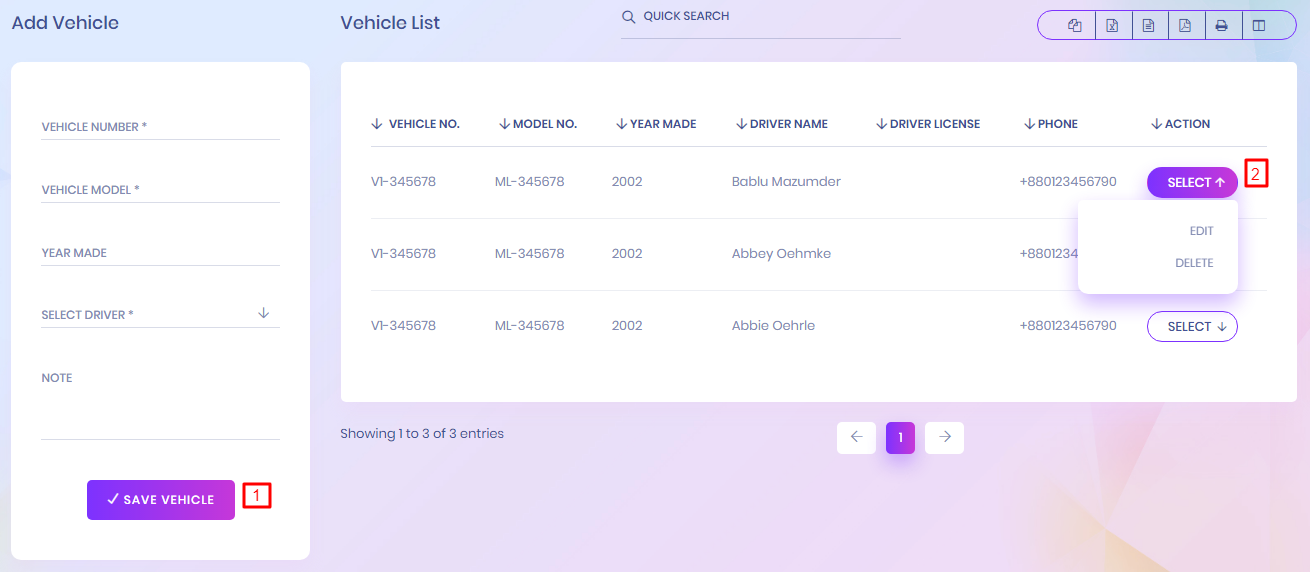 Add Vehicle
VEHICLE NUMBER *
VEHICLE MODEL *
YEAR MADE
SELECT DRIVER *
NOTE
SAVE VEHICLE
1
Vehicle List
QUICK SEARCH
VEHICLE NO. MODEL NO. YEAR MADE DRIVER NAME DRIVER LICENSE PHONE ACTION
V1-345678 ML-345678 2002 Bablu Mazumder +880123456790 SELECT
2
EDIT
DELETE
V1-345678 ML-345678 2002 Abbey Oehmke +8801234
V1-345678 ML-345678 2002 Abbie Oehrle +880123456790 SELECT
Showing 1 to 3 of 3 entries
1